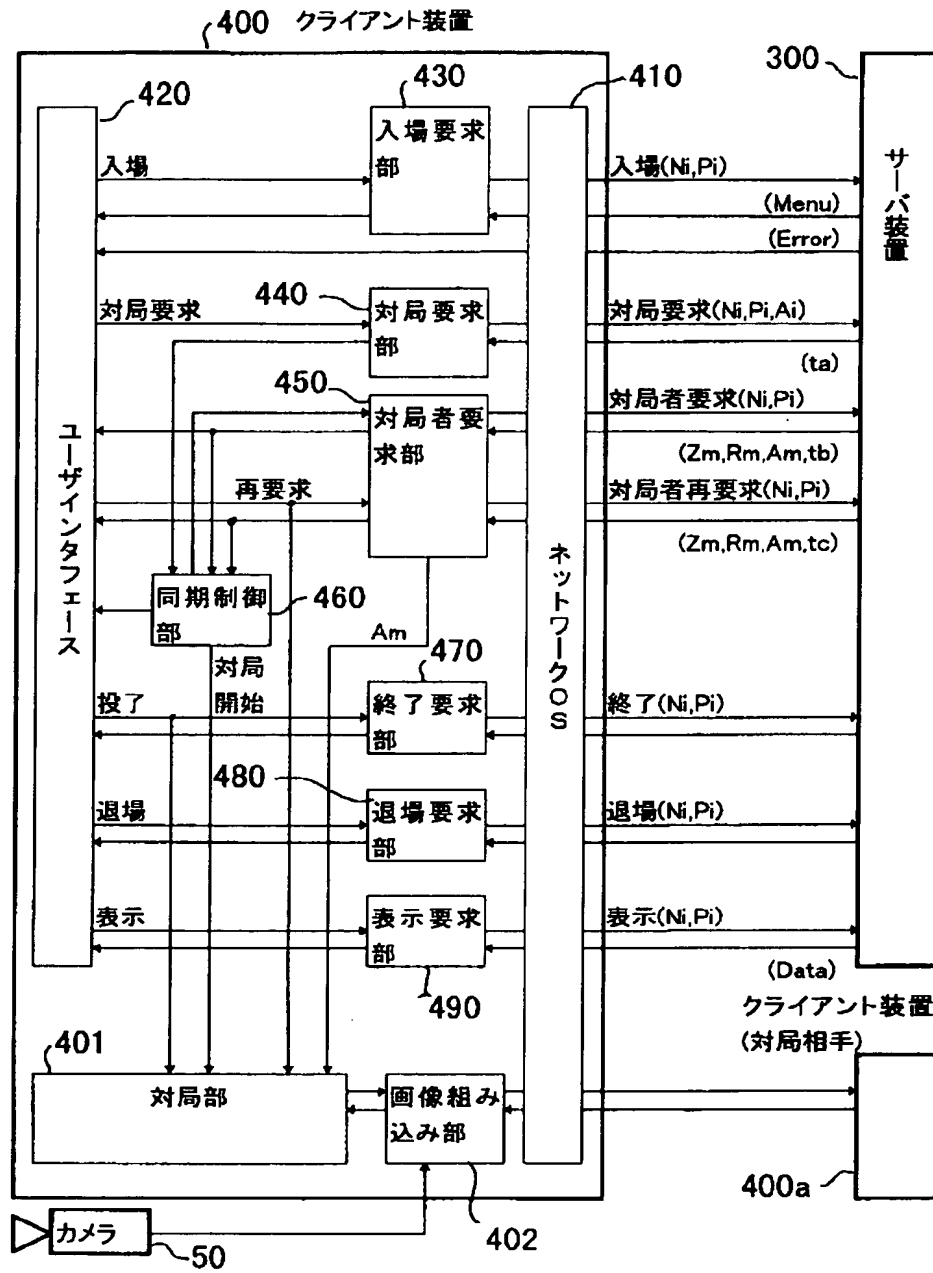 400 クライアント装置
420
430
410
300
入場要求
部
入場
入場(Ni,Pi)
(Menu)
(Error)
サーバ装置
440
対局要求
対局要求
部
対局要求(Ni,Pi,Ai)
(ta)
450
対局者要
求部
対局者要求(Ni,Pi)
(Zm,Rm,Am,tb)
再要求
対局者再要求(Ni,Pi)
(Zm,Rm,Am,tc)
ユーザインタフェース
ネットワークOS
同期制御
部
460
Am
対局
開始
470
投了
終了要求
部
終了(Ni,Pi)
480
退場
退場要求
部
退場(Ni,Pi)
表示
表示要求
部
表示(Ni,Pi)
(Data)
490
クライアント装置
(対局相手)
401
対局部
画像組み
込み部
400a
カメラ
50
402